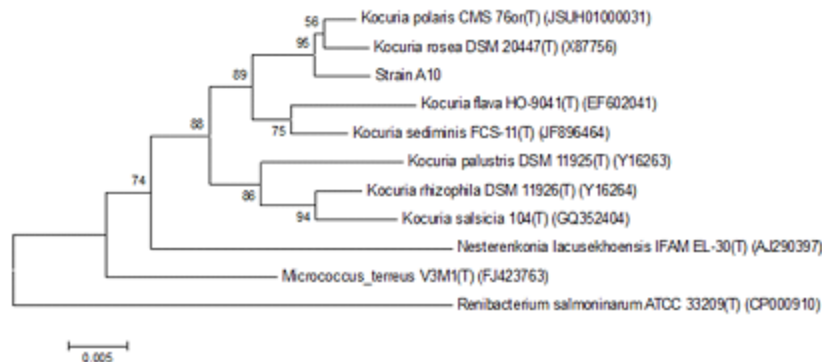 56
Kocuria polaris CMS 76or(T) (JSUH01000031)
95
Kocuria rosea DSM 20447(T) (X87756)
89
Strain A10
Kocuria flava HO-9041(T) (EF602041)
88
75
Kocuria sediminis FCS-11(T) (JF896464)
Kocuria palustris DSM 11925(T) (Y16263)
74
86
Kocuria rhizophila DSM 11926(T) (Y16264)
94
Kocuria salsicia 104(T) (GQ352404)
Nesterenkonia lacusekhoensis IFAM EL-30(T) (AJ290397)
Micrococcus_terreus V3M1(T) (FJ423763)
Renibacterium salmoninarum ATCC 33209(T) (CP000910)
0.005